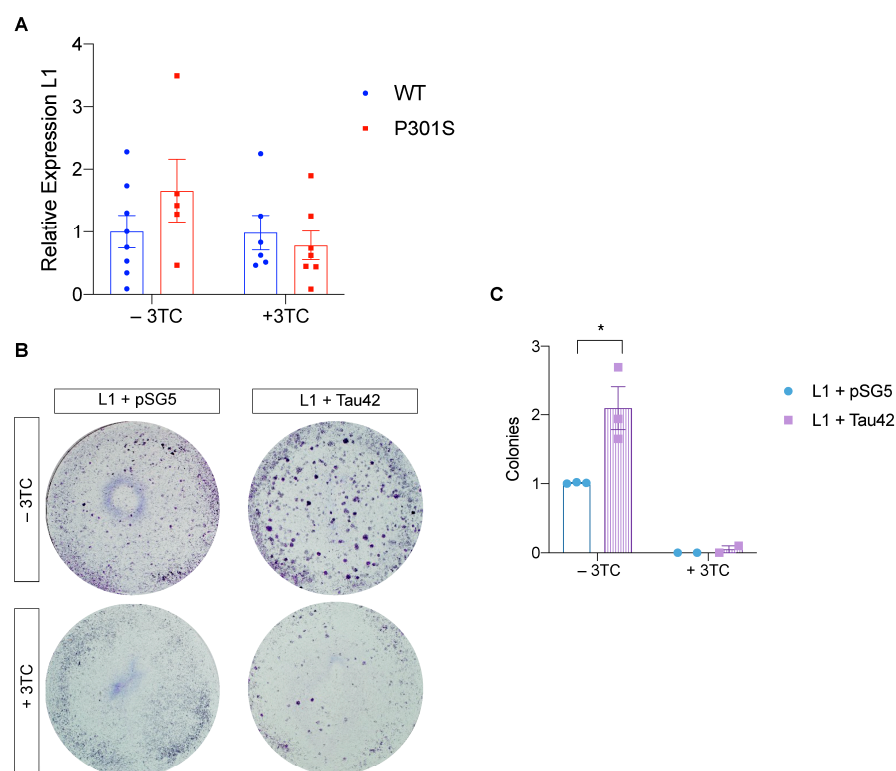 A
Relative Expression L1
4
3
2
1
0
– 3TC
+3TC
WT
P301S
B
L1 + pSG5
L1 + Tau42
– 3TC
+ 3TC
C
Colonies
3
2
1
0
*
– 3TC
+ 3TC
L1 + pSG5
L1 + Tau42